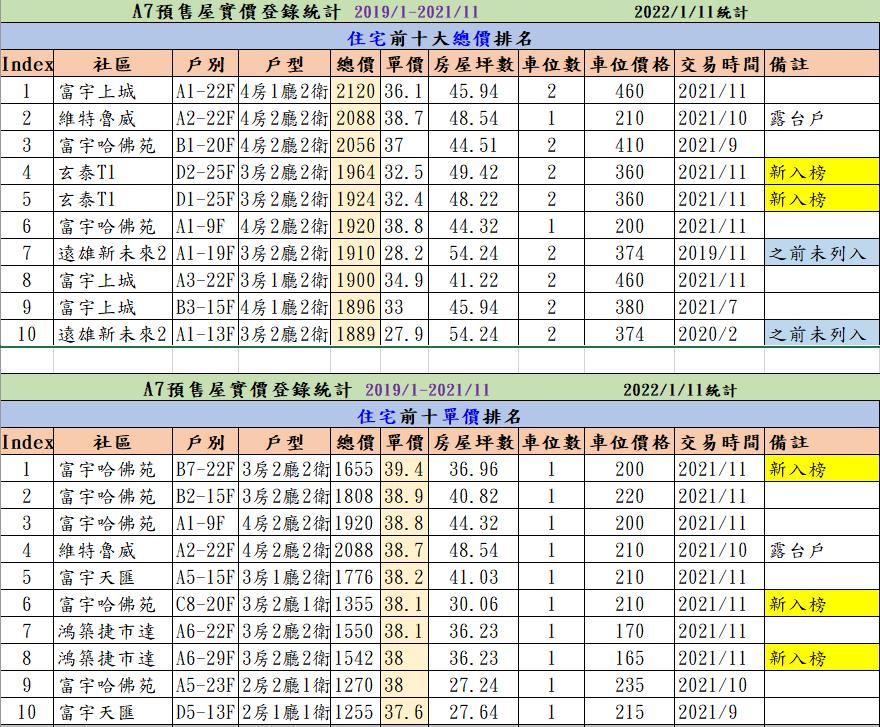 A7預售屋實價登錄統計 2019/1-2021/11 2022/1/11統計
住宅前十大總價排名
Index 社區 戶別 戶型 總價 單價 房屋坪數 車位數 車位價格 交易時間 備註
1 富宇上城 A1-22F 4房1廳2衛 2120 36.1 45.94 2 460 2021/11
2 維特魯威 A2-22F 4房2廳2衛 2088 38.7 48.54 1 210 2021/10 露台戶
3 富宇哈佛苑 B1-20F 4房2廳2衛 2056 37 44.51 2 410 2021/9
4 玄泰T1 D2-25F 3房2廳2衛 1964 32.5 49.42 2 360 2021/11 新入榜
5 玄泰T1 D1-25F 3房2廳2衛 1924 32.4 48.22 2 360 2021/11 新入榜
6 富宇哈佛苑 A1-9F 4房2廳2衛 1920 38.8 44.32 1 200 2021/11
7 遠雄新未來2 A1-19F 3房2廳2衛 1910 28.2 54.24 2 374 2019/11 之前未列入
8 富宇上城 A3-22F 3房1廳2衛 1900 34.9 41.22 2 460 2021/11
9 富宇上城 B3-15F 4房1廳2衛 1896 33 45.94 2 380 2021/7
10 遠雄新未來2 A1-13F 3房2廳2衛 1889 27.9 54.24 2 374 2020/2 之前未列入
A7預售屋實價登錄統計 2019/1-2021/11 2022/1/11統計
住宅前十單價排名
Index 社區 戶別 戶型 總價 單價 房屋坪數 車位數 車位價格 交易時間 備註
1 富宇哈佛苑 B7-22F 3房2廳2衛 1655 39.4 36.96 1 200 2021/11 新入榜
2 富宇哈佛苑 B2-15F 3房2廳2衛 1808 38.9 40.82 1 220 2021/11
3 富宇哈佛苑 A1-9F 4房2廳2衛 1920 38.8 44.32 1 200 2021/11
4 維特魯威 A2-22F 4房2廳2衛 2088 38.7 48.54 1 210 2021/10 露台戶
5 富宇天匯 A5-15F 3房1廳2衛 1776 38.2 41.03 1 210 2021/11
6 富宇哈佛苑 C8-20F 3房2廳1衛 1355 38.1 30.06 1 210 2021/11 新入榜
7 鴻築捷市達 A6-22F 3房2廳2衛 1550 38.1 36.23 1 170 2021/11
8 鴻築捷市達 A6-29F 3房2廳2衛 1542 38 36.23 1 165 2021/11 新入榜
9 富宇哈佛苑 A5-23F 2房2廳1衛 1270 38 27.24 1 235 2021/10
10 富宇天匯 D5-13F 2房1廳1衛 1255 37.6 27.64 1 215 2021/9